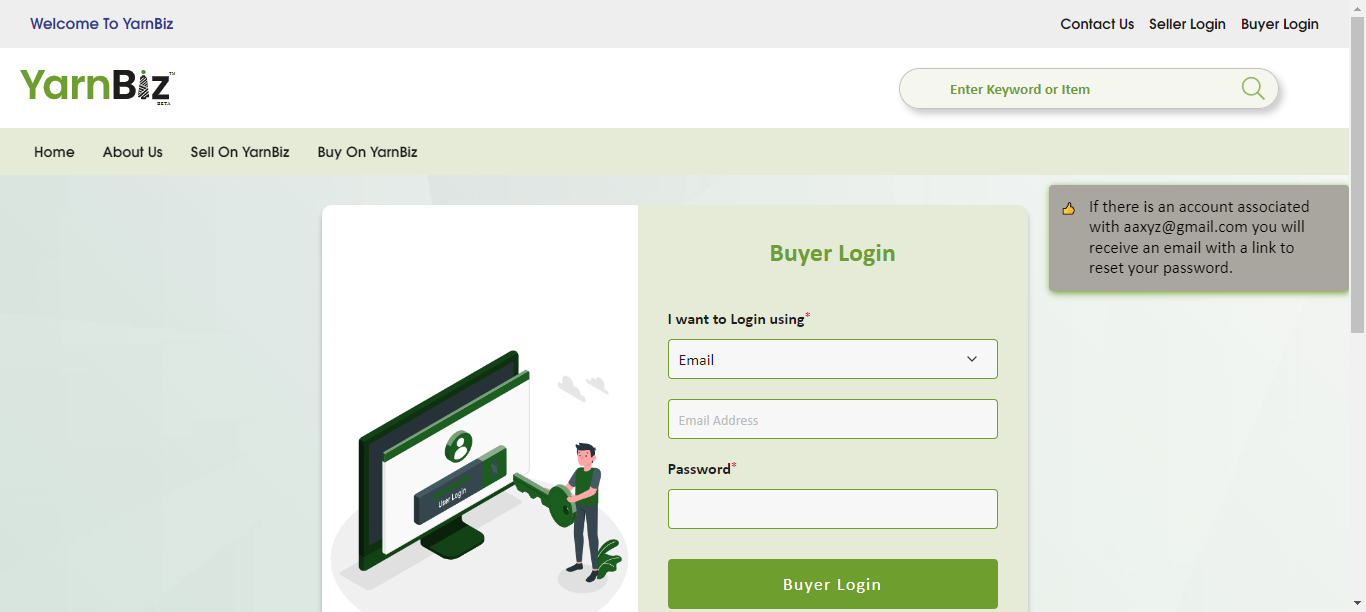 Welcome To YarnBiz
Contact Us Seller Login Buyer Login
YarnBiz™
BETA
Enter Keyword or Item
Home About Us Sell On YarnBiz Buy On YarnBiz
If there is an account associated
with aaxyz@gmail.com you will
receive an email with a link to
reset your password.
Buyer Login
I want to Login using*
Email
Email Address
Password*
User Login
Buyer Login